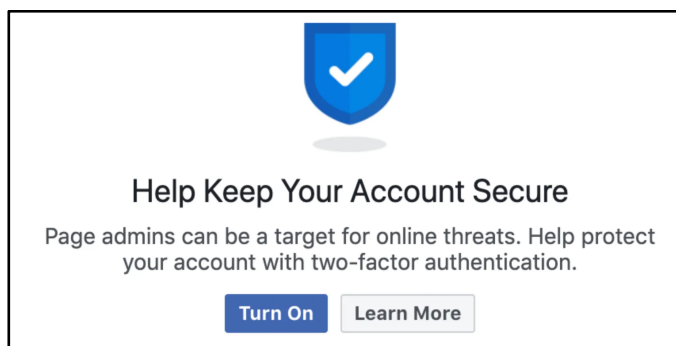 Help Keep Your Account Secure
Page admins can be a target for online threats. Help protect
your account with two-factor authentication.
Turn On
Learn More